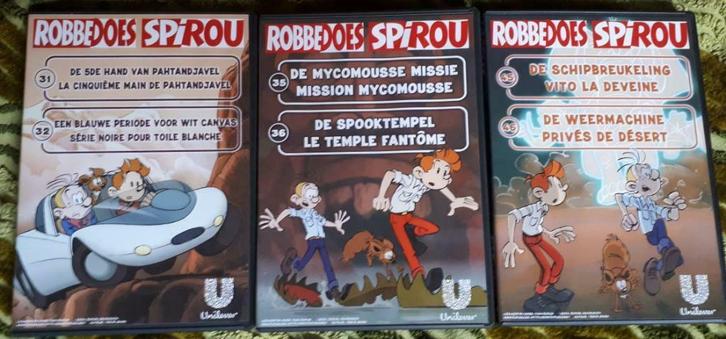 ROBBEDOES SPIROU
31
DE 5DE HAND VAN PAHTANDJAVEL
LA CINQUIÈME MAIN DE PAHTANDJAVEL
32
EEN BLAUWE PERIODE VOOR WIT CANVAS
SÉRIE NOIRE POUR TOILE BLANCHE
Unilever
ROBBEDOES SPIROU
35
DE MYCOMOUSSE MISSIE
MISSION MYCOMOUSSE
36
DE SPOOKTEMPEL
LE TEMPLE FANTÔME
Unilever
ROBBEDOES SPIROU
DE SCHIPBREUKELING
VITO LA DEVEINE
DE WEERMACHINE
PRIVÉS DE DÉSERT
Unilever